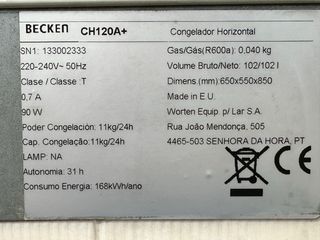 BECKEN CH120A+ Congelador Horizontal
SN1: 133002333
220-240V~ 50Hz
Clase / Classe :T
0.7 A
90 W
Poder Congelación: 11kg/24h
Cap. Congelação:11kg/24h
LAMP: NA
Autonomia: 31 h
Consumo Energia: 168kWh/ano
Gas/Gás(R600a): 0,040 kg
Volume Bruto/Neto: 102/102 l
Dimens.(mm):650x550x850
Made in E.U.
Worten Equip. p/ Lar S.A.
Rua João Mendonça, 505
4465-503 SENHORA DA HORA, PT
CE